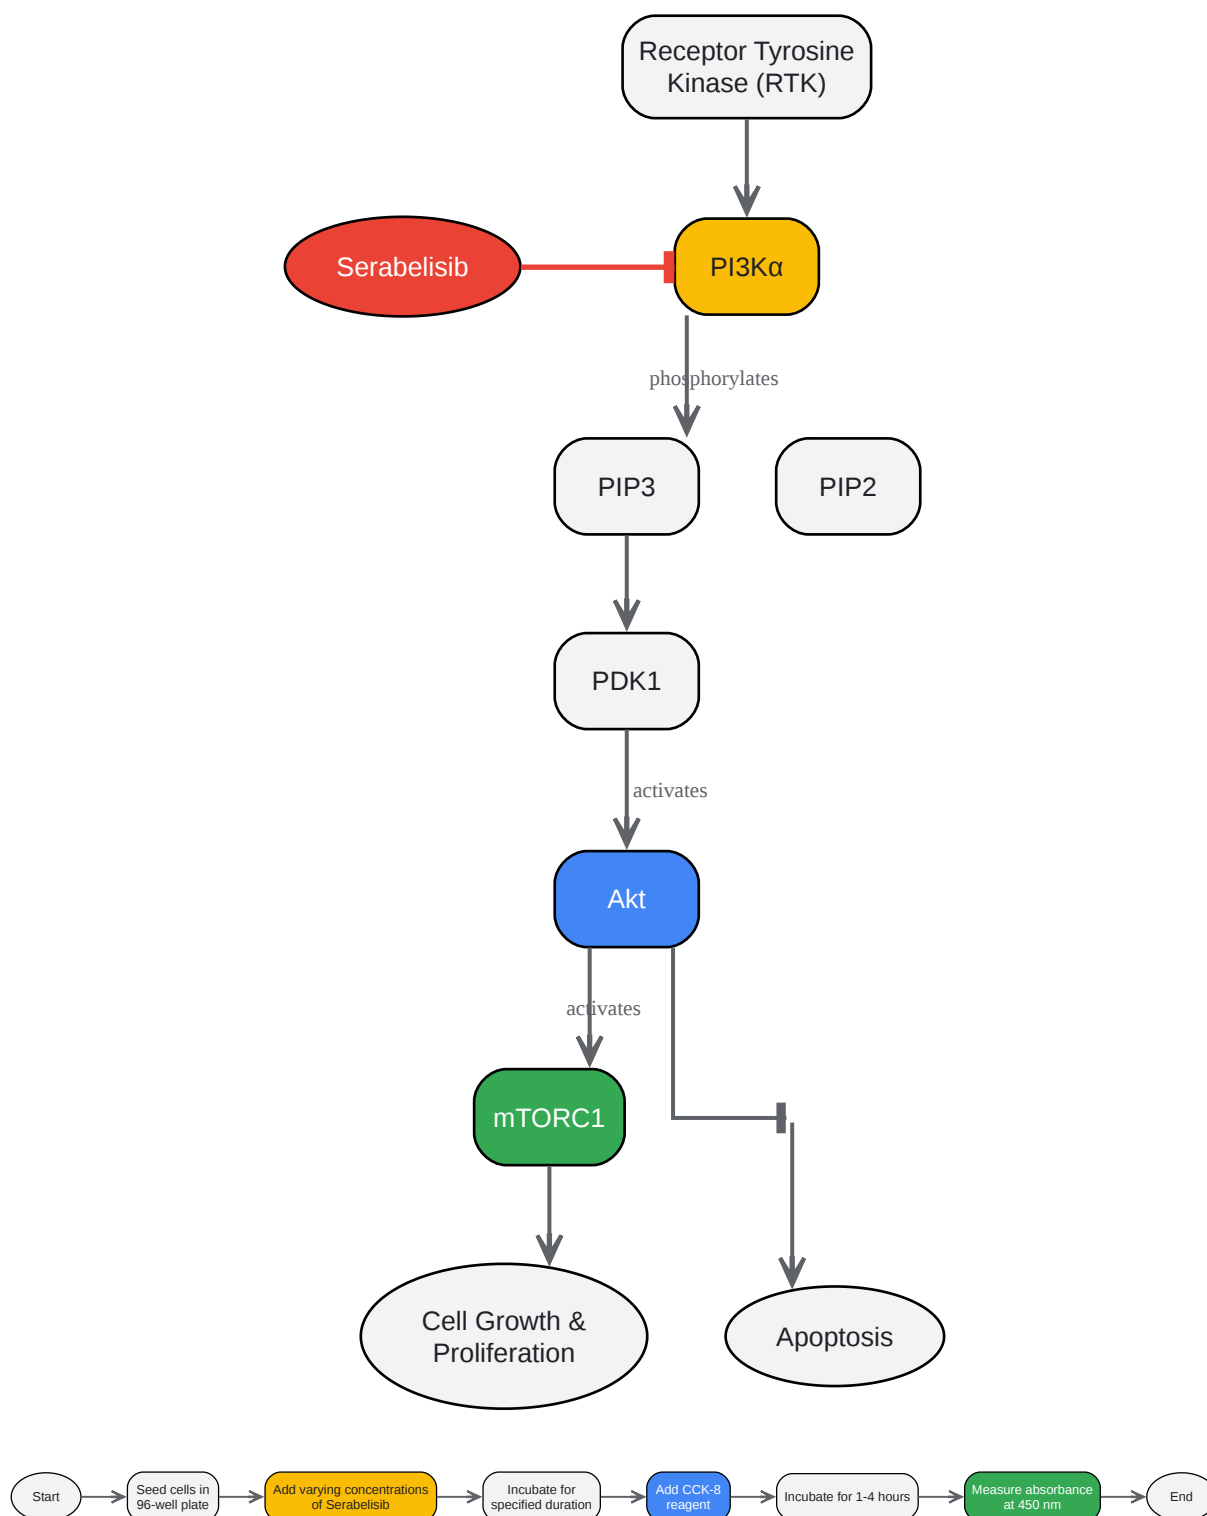 Receptor Tyrosine
Kinase (RTK)
Serabelisib
PI3Kα
phosphorylates
PIP3
PIP2
PDK1
activates
Akt
activates
mTORC1
Cell Growth &
Proliferation
Apoptosis
Start
Seed cells in
96-well plate
Add varying concentrations
of Serabelisib
Incubate for
specified duration
Add CCK-8
reagent
Incubate for 1-4 hours
Measure absorbance
at 450 nm
End